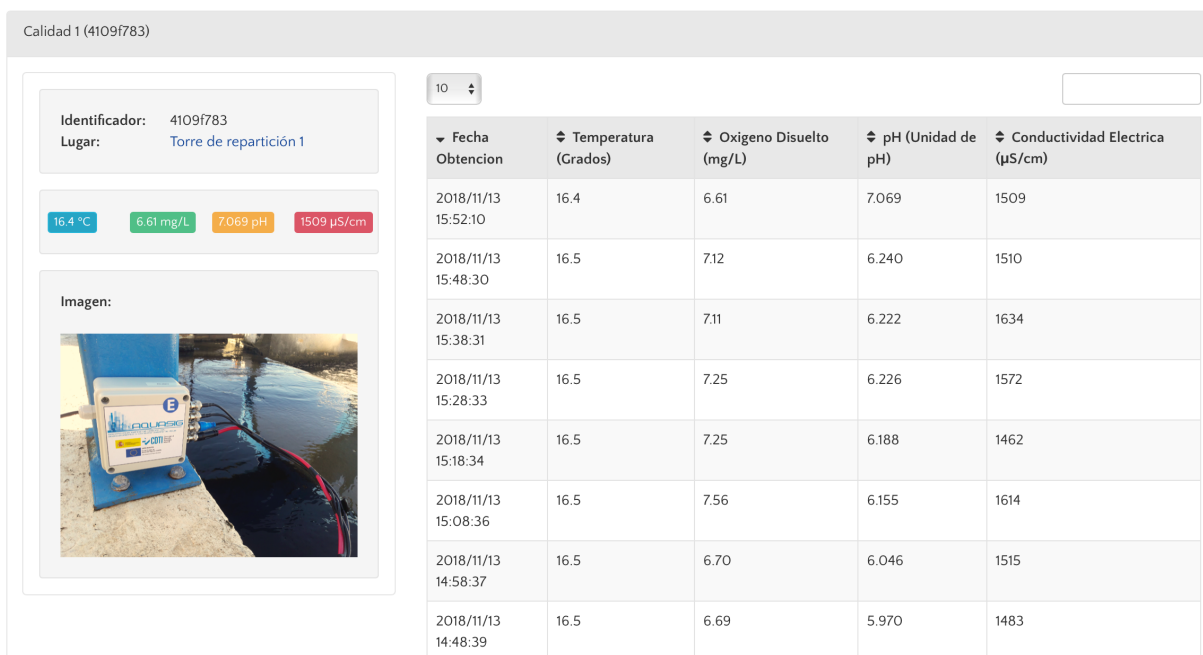 Calidad 1 (4109f783)
Identificador: 4109f783
Lugar: Torre de repartición 1
16.4 °C 6.61 mg/L 7.069 pH 1509 µS/cm
Imagen:
E
AQUASIG
CDTI
10
Fecha Obtencion Temperatura (Grados) Oxigeno Disuelto (mg/L) pH (Unidad de pH) Conductividad Electrica (µS/cm)
2018/11/13 15:52:10 16.4 6.61 7.069 1509
2018/11/13 15:48:30 16.5 7.12 6.240 1510
2018/11/13 15:38:31 16.5 7.11 6.222 1634
2018/11/13 15:28:33 16.5 7.25 6.226 1572
2018/11/13 15:18:34 16.5 7.25 6.188 1462
2018/11/13 15:08:36 16.5 7.56 6.155 1614
2018/11/13 14:58:37 16.5 6.70 6.046 1515
2018/11/13 14:48:39 16.5 6.69 5.970 1483